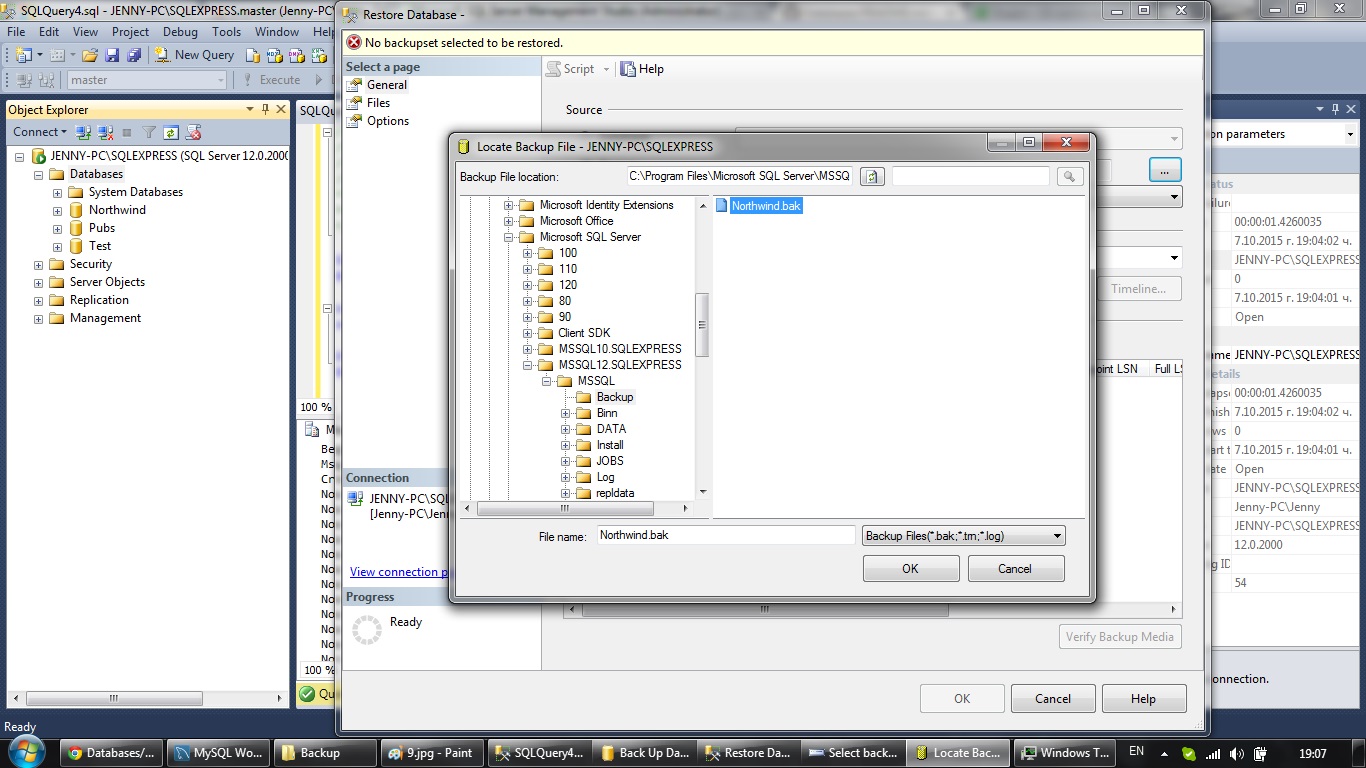 SQLQuery4.sql - JENNY-PC\SQLEXPRESS.master (Jenny-PC\
File Edit View Project Debug Tools Window Help
New Query
master
Execute
Object Explorer
Connect
JENNY-PC\SQLEXPRESS (SQL Server 12.0.2000
Databases
System Databases
Northwind
Pubs
Test
Security
Server Objects
Replication
Management
Ready
SQLQu
100 %
M
Be
Ms
Cr
No
No
No
No
No
No
No
No
No
No
No
100 %
Qu
Restore Database -
No backupset selected to be restored.
Select a page
General
Files
Options
Script
Help
Source
...
Timeline...
oint LSN Full LS
Connection
JENNY-PC\SQL
[Jenny-PC\Jenn
View connection p
Progress
Ready
Verify Backup Media
OK Cancel Help
Locate Backup File - JENNY-PC\SQLEXPRESS
Backup File location:
C:\Program Files\Microsoft SQL Server\MSSQ
Microsoft Identity Extensions
Microsoft Office
Microsoft SQL Server
100
110
120
80
90
Client SDK
MSSQL10.SQLEXPRESS
MSSQL12.SQLEXPRESS
MSSQL
Backup
Binn
DATA
Install
JOBS
Log
repldata
Northwind.bak
File name:
Northwind.bak
Backup Files(*.bak;*.trn;*.log)
OK
Cancel
on parameters
atus
ilure
00:00:01.4260035
7.10.2015 г. 19:04:02 ч.
JENNY-PC\SQLEXPRESS
0
7.10.2015 г. 19:04:01 ч.
Open
me JENNY-PC\SQLEXPRESS
etails
apse 00:00:01.4260035
nish 7.10.2015 г. 19:04:02 ч.
ws 0
art t 7.10.2015 г. 19:04:01 ч.
ate Open
JENNY-PC\SQLEXPRESS
Jenny-PC\Jenny
JENNY-PC\SQLEXPRESS
12.0.2000
g ID
54
onnection.
Databases/...
MySQL Wo...
Backup
9.jpg - Paint
SQLQuery4...
Back Up Da...
Restore Da...
Select back...
Locate Bac...
Windows T...
EN
19:07